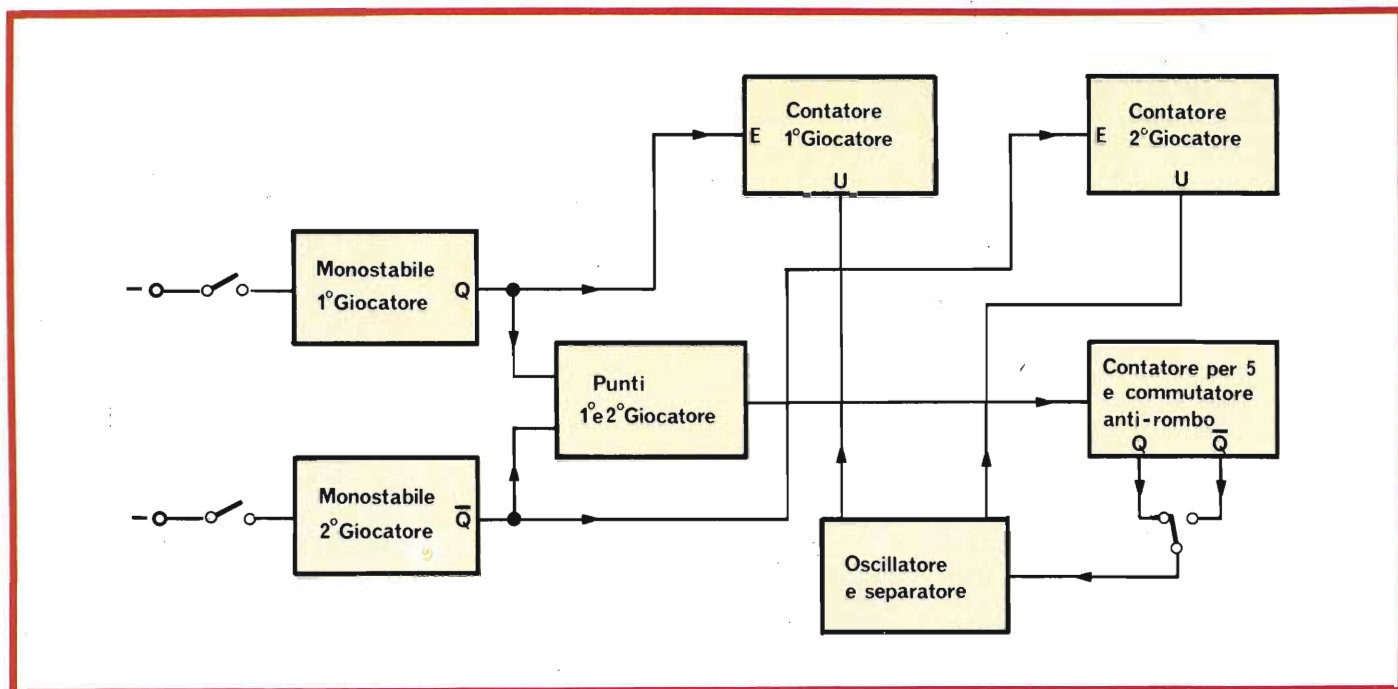 Contatore
1°Giocatore
E
U
Contatore
2°Giocatore
E
U
Monostabile
1°Giocatore
Q
Punti
1°e2°Giocatore
Contatore per 5
e commutatore
anti-rombo
Q Q̅
Monostabile
2°Giocatore
Q̅
Oscillatore
e separatore